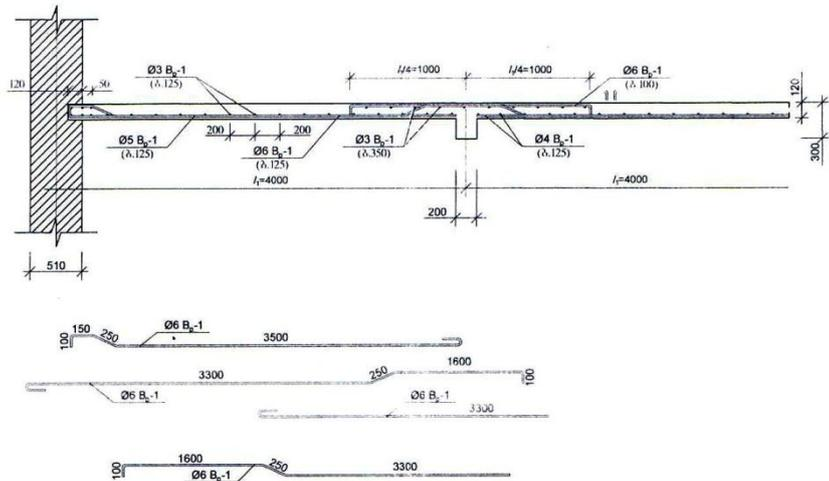 l₁/4=1000 l₁/4=1000
Ø3 Bₚ-1 Ø6 Bₚ-1
(δ.125) (δ.100)
120 50 120
200 200 Ø3 Bₚ-1 Ø4 Bₚ-1
Ø5 Bₚ-1 (δ.350) (δ.125)
(δ.125) Ø6 Bₚ-1 300
(δ.125)
l₁=4000 l₁=4000
200
510
150 250 Ø6 Bₚ-1 3500
100
3300 250 1600
100
Ø6 Bₚ-1 Ø6 Bₚ-1 3300
1600 250 3300
100 Ø6 Bₚ-1